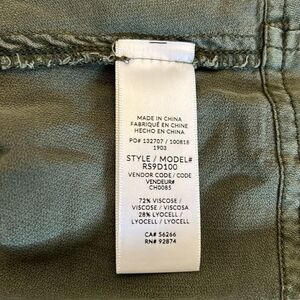 MADE IN CHINA
FABRIQUÉ EN CHINE
HECHO EN CHINA
PO# 132707 / 100818
1903
STYLE / MODEL#
RS9D100
VENDOR CODE / CODE
VENDEUR#
CH0085
72% VISCOSE /
VISCOSE / VISCOSA
28% LYOCELL /
LYOCELL / LYOCELL
CA# 56266
RN# 92874